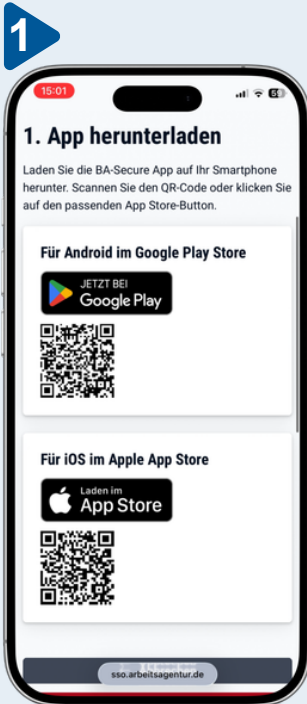 1
15:01
1. App herunterladen
Laden Sie die BA-Secure App auf Ihr Smartphone
herunter. Scannen Sie den QR-Code oder klicken Sie
auf den passenden App Store-Button.
Für Android im Google Play Store
JETZT BEI
Google Play
Für iOS im Apple App Store
Laden im
App Store
sso.arbeitsagentur.de